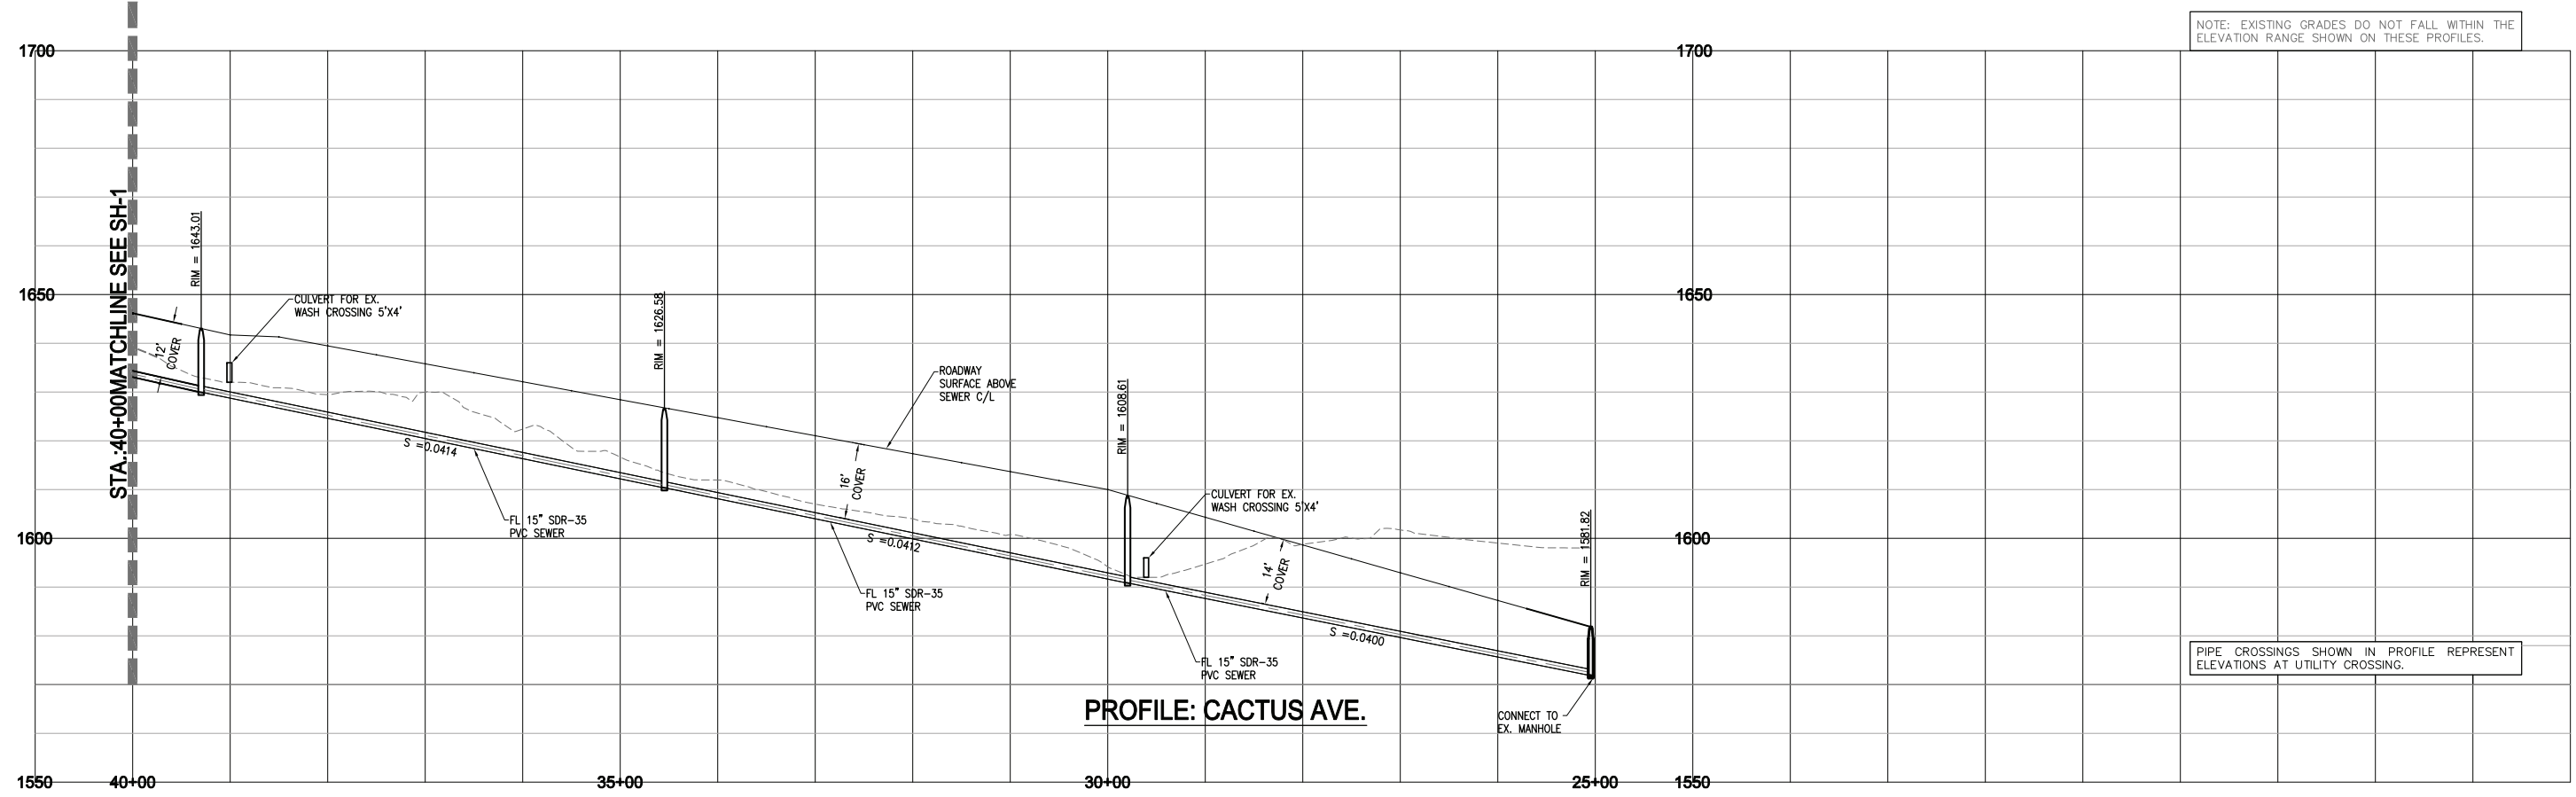 NOTE: EXISTING GRADES DO NOT FALL WITHIN THE
ELEVATION RANGE SHOWN ON THESE PROFILES.
1700
1700
STA.:40+00MATCHLINE SEE SH-1
RIM = 1643.01
1650
1650
CULVERT FOR EX.
WASH CROSSING 5'X4'
RIM = 1626.58
12'
COVER
ROADWAY
SURFACE ABOVE
SEWER C/L
RIM = 1608.61
S =0.0414
16'
COVER
CULVERT FOR EX.
WASH CROSSING 5'X4'
FL 15" SDR-35
PVC SEWER
RIM = 1581.82
1600
1600
S =0.0412
14'
COVER
FL 15" SDR-35
PVC SEWER
S =0.0400
FL 15" SDR-35
PVC SEWER
PIPE CROSSINGS SHOWN IN PROFILE REPRESENT
ELEVATIONS AT UTILITY CROSSING.
PROFILE: CACTUS AVE.
CONNECT TO
EX. MANHOLE
1550
40+00
35+00
30+00
25+00
1550